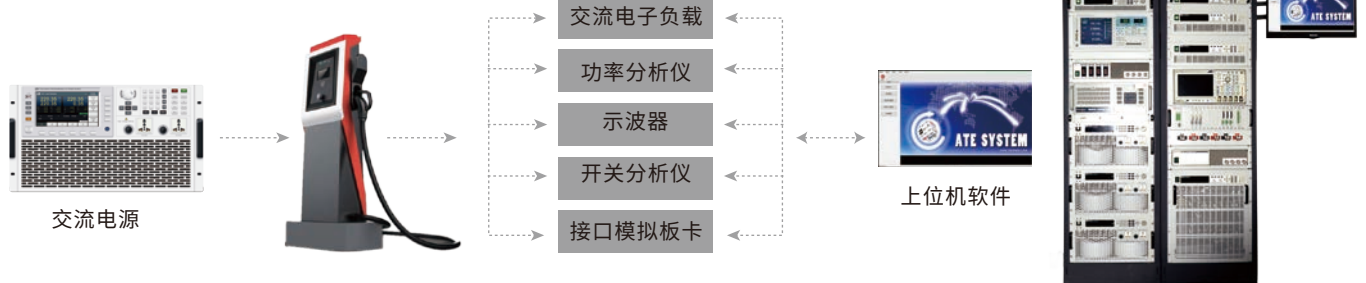 交流电子负载
功率分析仪
示波器
开关分析仪
接口模拟板卡
交流电源
ATE SYSTEM
上位机软件
ATE SYSTEM